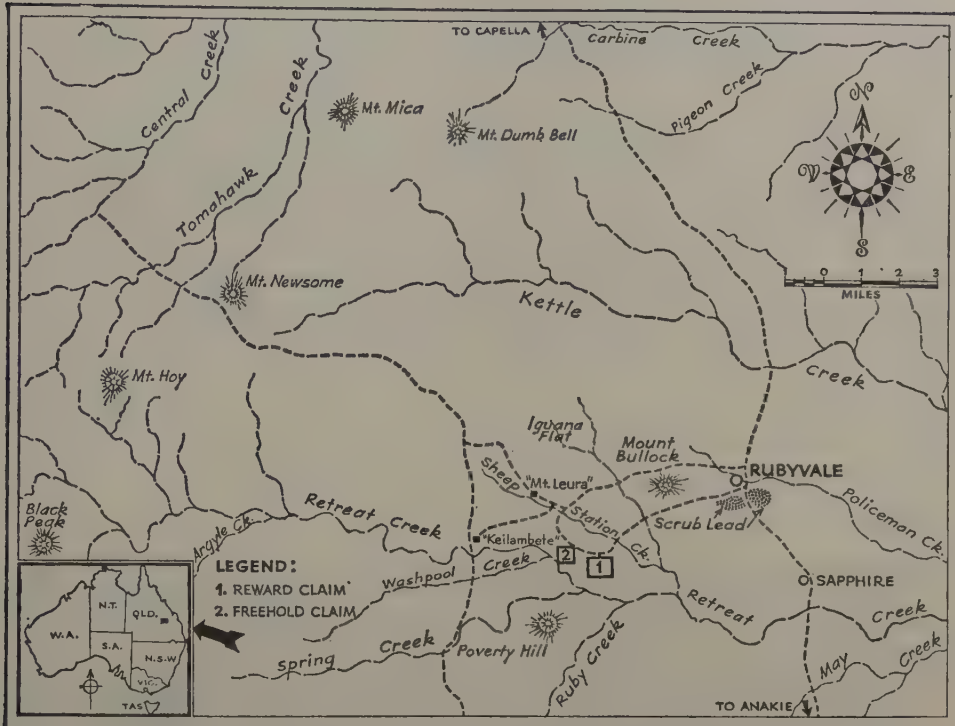 TO CAPELLA
Carbine Creek
Central Creek
Creek
Tomahawk
Mt. Mica
Mt. Dumb Bell
Pigeon Creek
N
W
E
S
0 1 2 3
MILES
Mt. Newsome
Kettle
Creek
Mt. Hoy
Iguana
Flat
Mount
Bullock
RUBYVALE
Sheep
"Mt. Leura"
Station
Ck.
Scrub Lead
Policeman Ck.
Black
Peak
Argyle Ck.
Retreat Creek
"Keilambete"
2
1
Washpool Creek
Retreat
Creek
SAPPHIRE
LEGEND:
1. REWARD CLAIM
2. FREEHOLD CLAIM
Spring Creek
Poverty Hill
Ruby Creek
May Creek
TO ANAKIE
W.A.
N.T.
QLD.
S.A.
N.S.W
VIC.
TAS